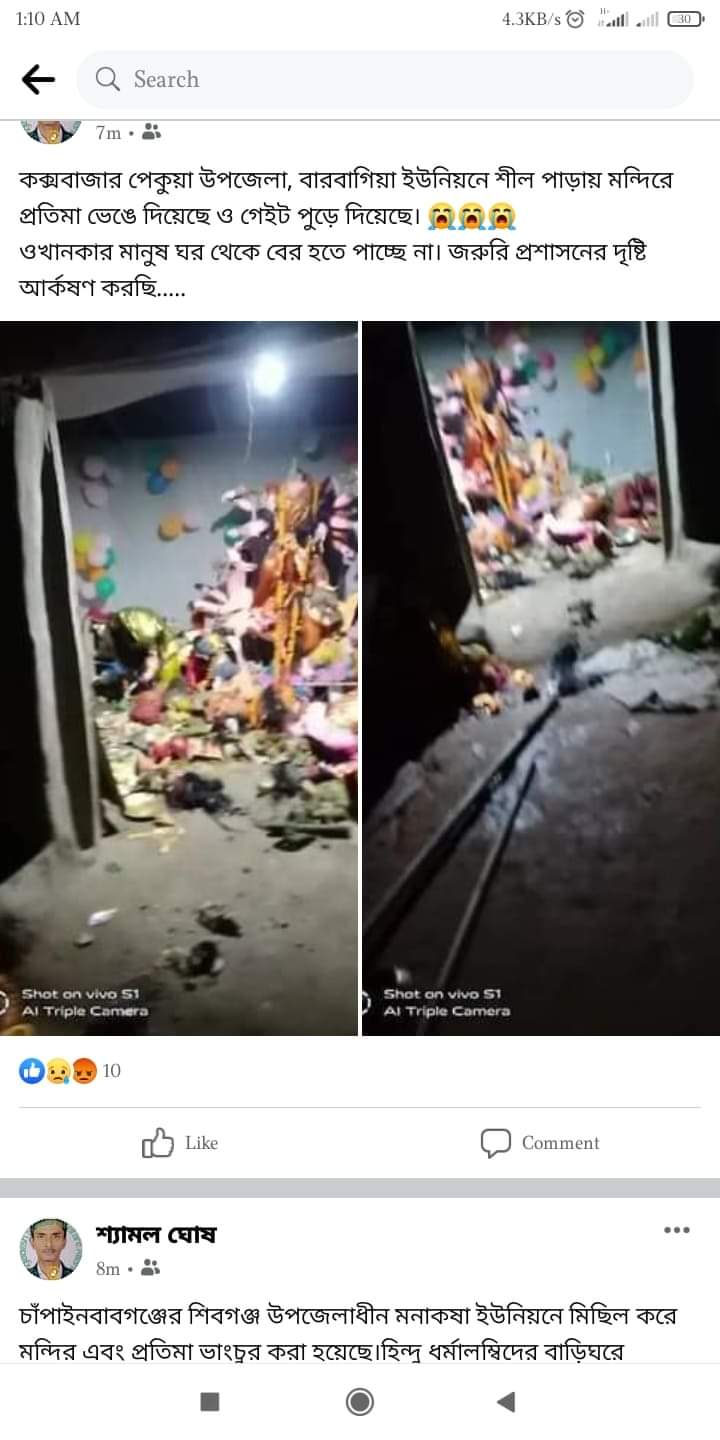 1:10 AM
4.3KB/s
30
Search
7m
কক্সবাজার পেকুয়া উপজেলা, বারবাগিয়া ইউনিয়নে শীল পাড়ায় মন্দিরে
প্রতিমা ভেঙে দিয়েছে ও গেইট পুড়ে দিয়েছে। 😭😭😭
ওখানকার মানুষ ঘর থেকে বের হতে পাচ্ছে না। জরুরি প্রশাসনের দৃষ্টি
আর্কষণ করছি.....
Shot on vivo S1
AI Triple Camera
Shot on vivo S1
AI Triple Camera
10
Like
Comment
শ্যামল ঘোষ
8m
চাঁপাইনবাবগঞ্জের শিবগঞ্জ উপজেলাধীন মনাকষা ইউনিয়নে মিছিল করে
মন্দির এবং প্রতিমা ভাংচুর করা হয়েছে।হিন্দু ধর্মালম্বিদের বাড়িঘরে